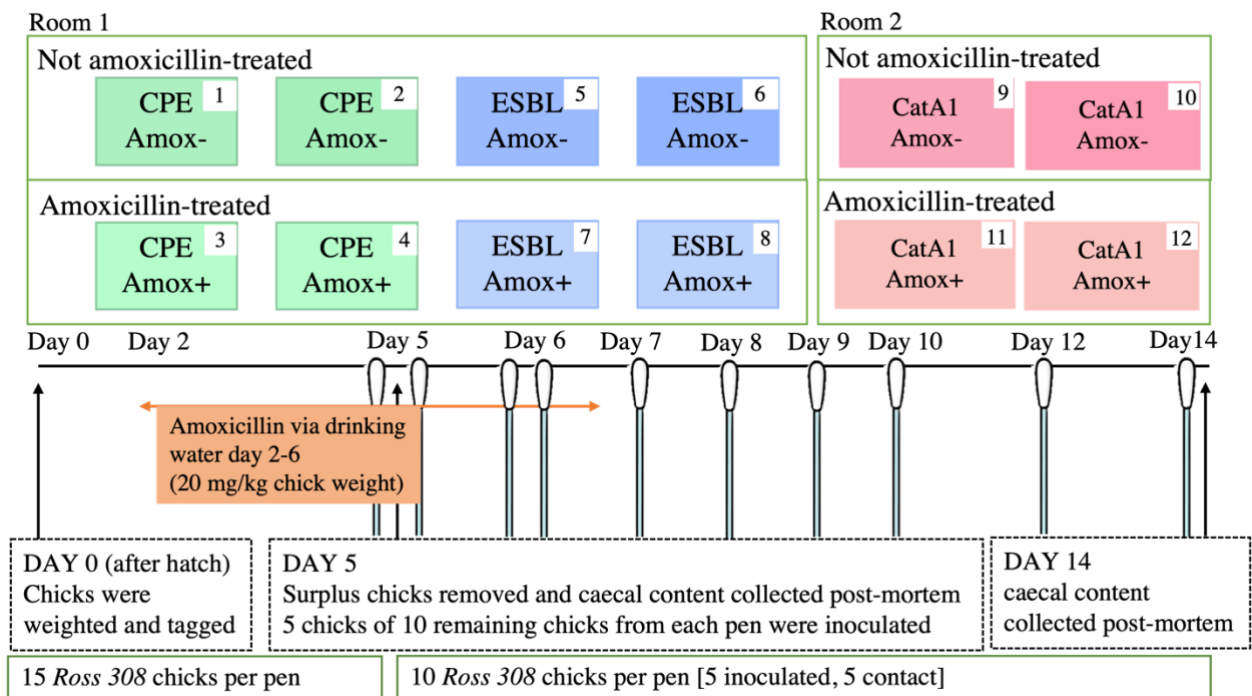 Room 1
Room 2
Not amoxicillin-treated
Not amoxicillin-treated
CPE 1
Amox-
CPE 2
Amox-
ESBL 5
Amox-
ESBL 6
Amox-
CatA1 9
Amox-
CatA1 10
Amox-
Amoxicillin-treated
Amoxicillin-treated
CPE 3
Amox+
CPE 4
Amox+
ESBL 7
Amox+
ESBL 8
Amox+
CatA1 11
Amox+
CatA1 12
Amox+
Day 0 Day 2 Day 5 Day 6 Day 7 Day 8 Day 9 Day 10 Day 12 Day14
Amoxicillin via drinking
water day 2-6
(20 mg/kg chick weight)
DAY 0 (after hatch)
Chicks were
weighted and tagged
DAY 5
Surplus chicks removed and caecal content collected post-mortem
5 chicks of 10 remaining chicks from each pen were inoculated
DAY 14
caecal content
collected post-mortem
15 Ross 308 chicks per pen
10 Ross 308 chicks per pen [5 inoculated, 5 contact]